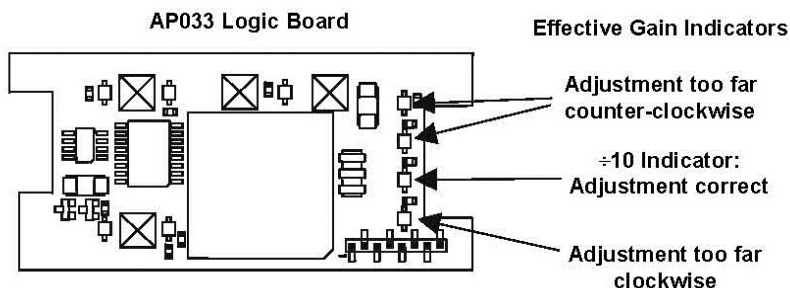 AP033 Logic Board
Effective Gain Indicators
Adjustment too far
counter-clockwise
÷10 Indicator:
Adjustment correct
Adjustment too far
clockwise